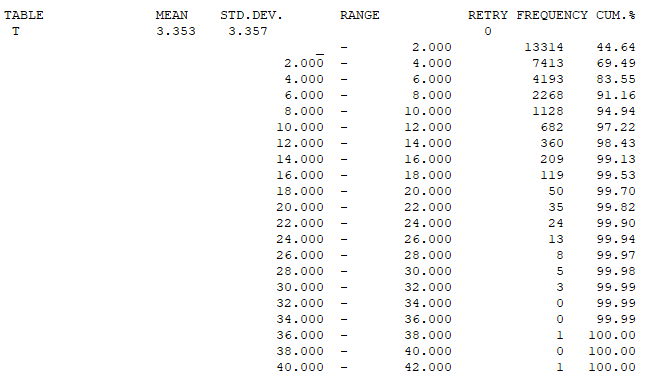 TABLE MEAN STD.DEV. RANGE RETRY FREQUENCY CUM.%
T 3.353 3.357 0
_ - 2.000 13314 44.64
2.000 - 4.000 7413 69.49
4.000 - 6.000 4193 83.55
6.000 - 8.000 2268 91.16
8.000 - 10.000 1128 94.94
10.000 - 12.000 682 97.22
12.000 - 14.000 360 98.43
14.000 - 16.000 209 99.13
16.000 - 18.000 119 99.53
18.000 - 20.000 50 99.70
20.000 - 22.000 35 99.82
22.000 - 24.000 24 99.90
24.000 - 26.000 13 99.94
26.000 - 28.000 8 99.97
28.000 - 30.000 5 99.98
30.000 - 32.000 3 99.99
32.000 - 34.000 0 99.99
34.000 - 36.000 0 99.99
36.000 - 38.000 1 100.00
38.000 - 40.000 0 100.00
40.000 - 42.000 1 100.00